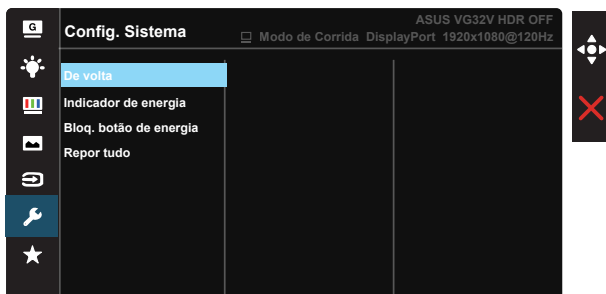 G
ASUS VG32V HDR OFF
Config. Sistema
Modo de Corrida DisplayPort 1920x1080@120Hz
De volta
Indicador de energia
Bloq. botão de energia
Repor tudo